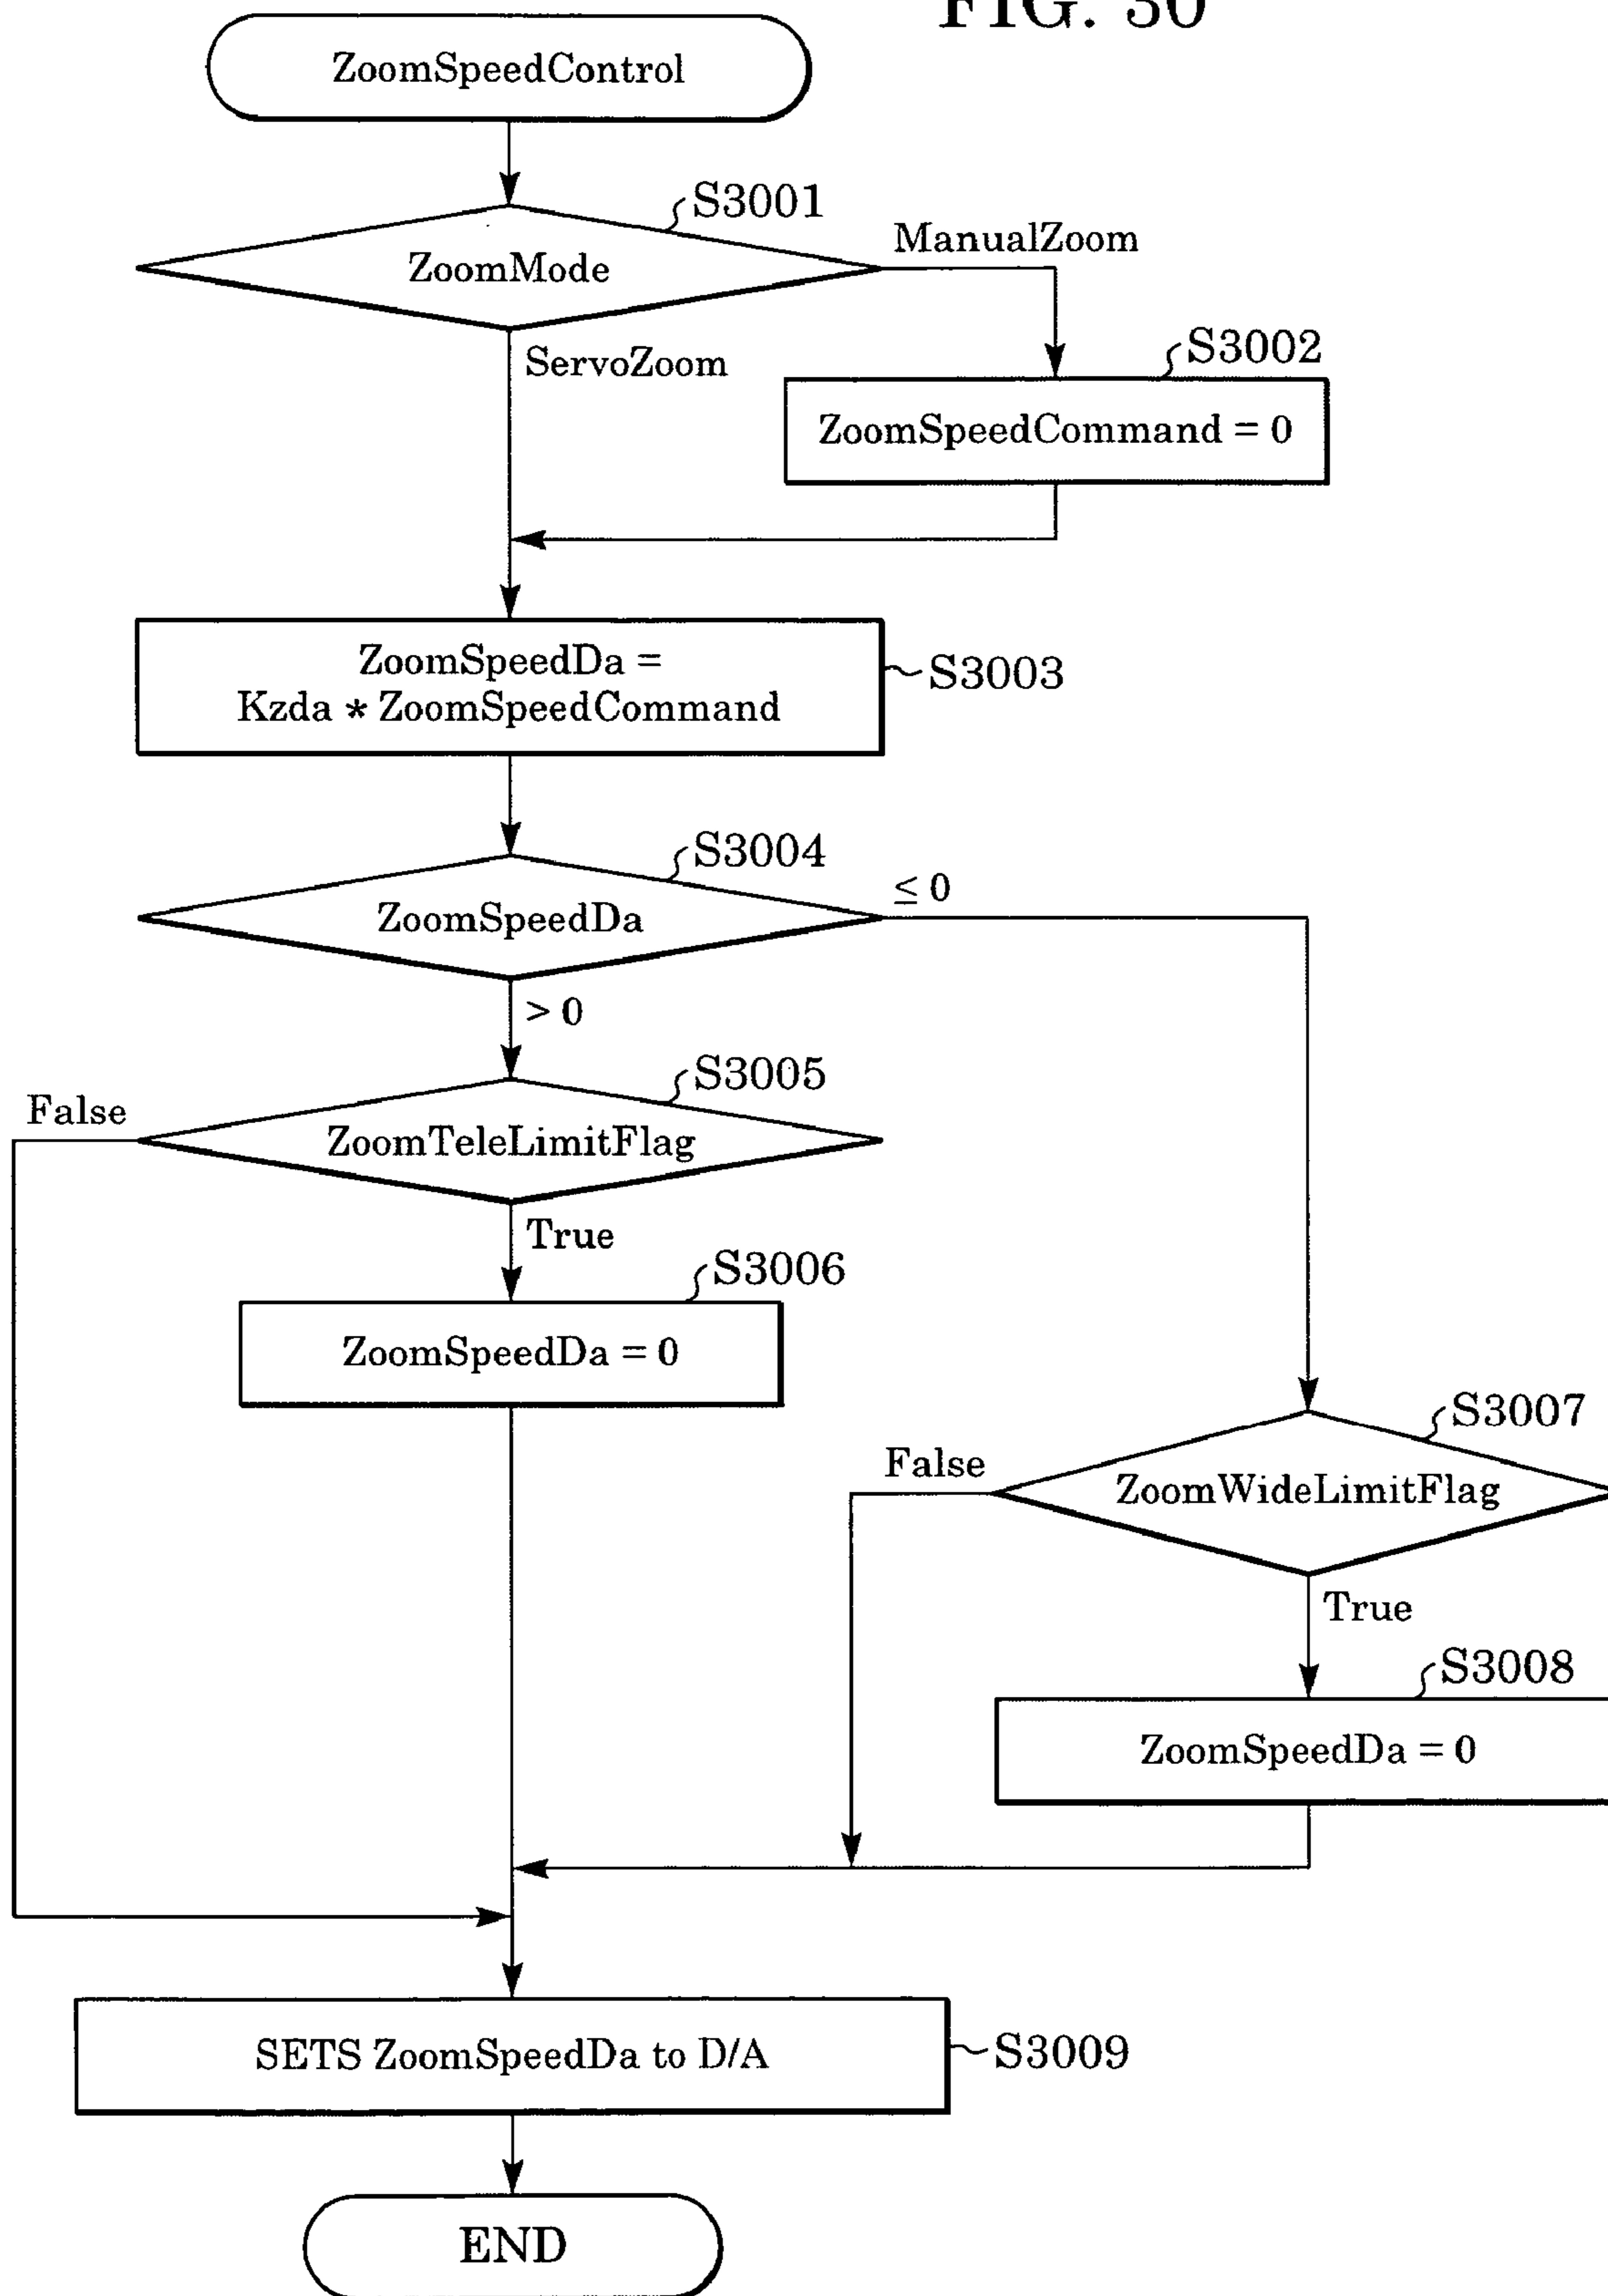 FIG. 30
ZoomSpeedControl
S3001
ZoomMode
ManualZoom
ServoZoom
S3002
ZoomSpeedCommand = 0
ZoomSpeedDa =
Kzda * ZoomSpeedCommand
S3003
S3004
ZoomSpeedDa
≤ 0
> 0
S3005
False
ZoomTeleLimitFlag
True
S3006
ZoomSpeedDa = 0
S3007
False
ZoomWideLimitFlag
True
S3008
ZoomSpeedDa = 0
SETS ZoomSpeedDa to D/A
S3009
END